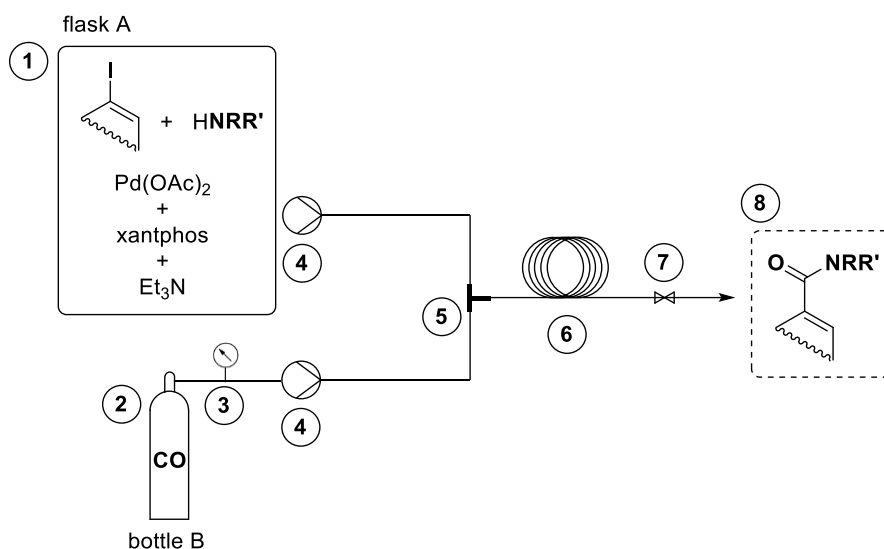 flask A
1
I
+ HNRR'
Pd(OAc)2
+
xantphos
+
Et3N
4
5
6
7
8
O NRR'
2
3
4
CO
bottle B